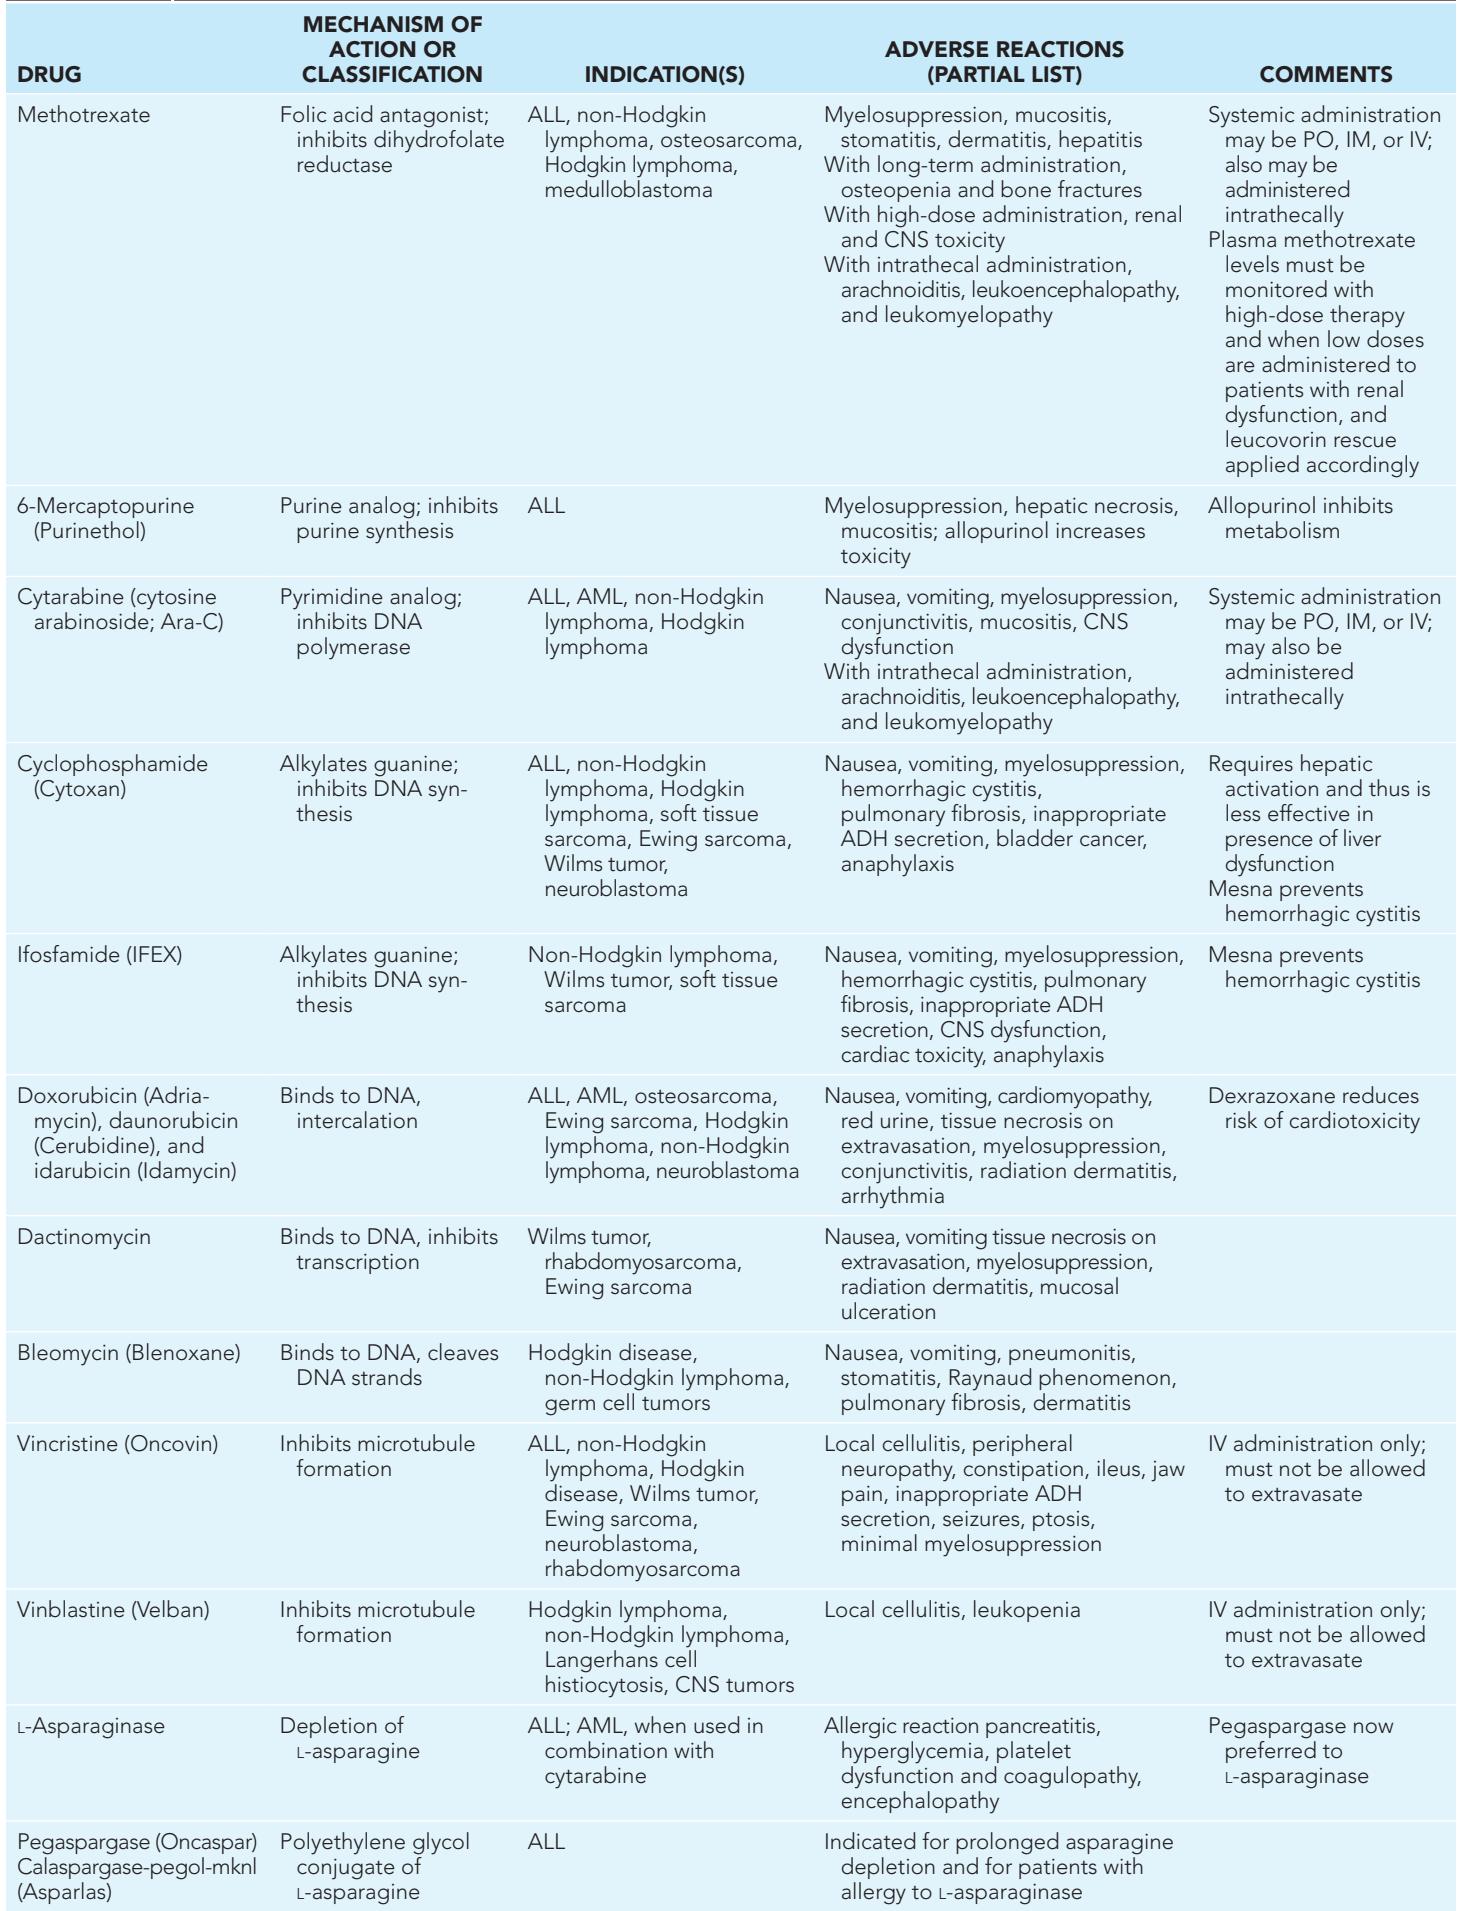 DRUG
MECHANISM OF
ACTION OR
CLASSIFICATION
INDICATION(S)
ADVERSE REACTIONS
(PARTIAL LIST)
COMMENTS
Methotrexate
Folic acid antagonist;
inhibits dihydrofolate
reductase
ALL, non-Hodgkin
lymphoma, osteosarcoma,
Hodgkin lymphoma,
medulloblastoma
Myelosuppression, mucositis,
stomatitis, dermatitis, hepatitis
With long-term administration,
osteopenia and bone fractures
With high-dose administration, renal
and CNS toxicity
With intrathecal administration,
arachnoiditis, leukoencephalopathy,
and leukomyelopathy
Systemic administration
may be PO, IM, or IV;
also may be
administered
intrathecally
Plasma methotrexate
levels must be
monitored with
high-dose therapy
and when low doses
are administered to
patients with renal
dysfunction, and
leucovorin rescue
applied accordingly
6-Mercaptopurine
(Purinethol)
Purine analog; inhibits
purine synthesis
ALL
Myelosuppression, hepatic necrosis,
mucositis; allopurinol increases
toxicity
Allopurinol inhibits
metabolism
Cytarabine (cytosine
arabinoside; Ara-C)
Pyrimidine analog;
inhibits DNA
polymerase
ALL, AML, non-Hodgkin
lymphoma, Hodgkin
lymphoma
Nausea, vomiting, myelosuppression,
conjunctivitis, mucositis, CNS
dysfunction
With intrathecal administration,
arachnoiditis, leukoencephalopathy,
and leukomyelopathy
Systemic administration
may be PO, IM, or IV;
may also be
administered
intrathecally
Cyclophosphamide
(Cytoxan)
Alkylates guanine;
inhibits DNA syn-
thesis
ALL, non-Hodgkin
lymphoma, Hodgkin
lymphoma, soft tissue
sarcoma, Ewing sarcoma,
Wilms tumor,
neuroblastoma
Nausea, vomiting, myelosuppression,
hemorrhagic cystitis,
pulmonary fibrosis, inappropriate
ADH secretion, bladder cancer,
anaphylaxis
Requires hepatic
activation and thus is
less effective in
presence of liver
dysfunction
Mesna prevents
hemorrhagic cystitis
Ifosfamide (IFEX)
Alkylates guanine;
inhibits DNA syn-
thesis
Non-Hodgkin lymphoma,
Wilms tumor, soft tissue
sarcoma
Nausea, vomiting, myelosuppression,
hemorrhagic cystitis, pulmonary
fibrosis, inappropriate ADH
secretion, CNS dysfunction,
cardiac toxicity, anaphylaxis
Mesna prevents
hemorrhagic cystitis
Doxorubicin (Adria-
mycin), daunorubicin
(Cerubidine), and
idarubicin (Idamycin)
Binds to DNA,
intercalation
ALL, AML, osteosarcoma,
Ewing sarcoma, Hodgkin
lymphoma, non-Hodgkin
lymphoma, neuroblastoma
Nausea, vomiting, cardiomyopathy,
red urine, tissue necrosis on
extravasation, myelosuppression,
conjunctivitis, radiation dermatitis,
arrhythmia
Dexrazoxane reduces
risk of cardiotoxicity
Dactinomycin
Binds to DNA, inhibits
transcription
Wilms tumor,
rhabdomyosarcoma,
Ewing sarcoma
Nausea, vomiting tissue necrosis on
extravasation, myelosuppression,
radiation dermatitis, mucosal
ulceration
Bleomycin (Blenoxane)
Binds to DNA, cleaves
DNA strands
Hodgkin disease,
non-Hodgkin lymphoma,
germ cell tumors
Nausea, vomiting, pneumonitis,
stomatitis, Raynaud phenomenon,
pulmonary fibrosis, dermatitis
Vincristine (Oncovin)
Inhibits microtubule
formation
ALL, non-Hodgkin
lymphoma, Hodgkin
disease, Wilms tumor,
Ewing sarcoma,
neuroblastoma,
rhabdomyosarcoma
Local cellulitis, peripheral
neuropathy, constipation, ileus, jaw
pain, inappropriate ADH
secretion, seizures, ptosis,
minimal myelosuppression
IV administration only;
must not be allowed
to extravasate
Vinblastine (Velban)
Inhibits microtubule
formation
Hodgkin lymphoma,
non-Hodgkin lymphoma,
Langerhans cell
histiocytosis, CNS tumors
Local cellulitis, leukopenia
IV administration only;
must not be allowed
to extravasate
L-Asparaginase
Depletion of
L-asparagine
ALL; AML, when used in
combination with
cytarabine
Allergic reaction pancreatitis,
hyperglycemia, platelet
dysfunction and coagulopathy,
encephalopathy
Pegaspargase now
preferred to
L-asparaginase
Pegaspargase (Oncaspar)
Calaspargase-pegol-mknl
(Asparlas)
Polyethylene glycol
conjugate of
L-asparagine
ALL
Indicated for prolonged asparagine
depletion and for patients with
allergy to L-asparaginase